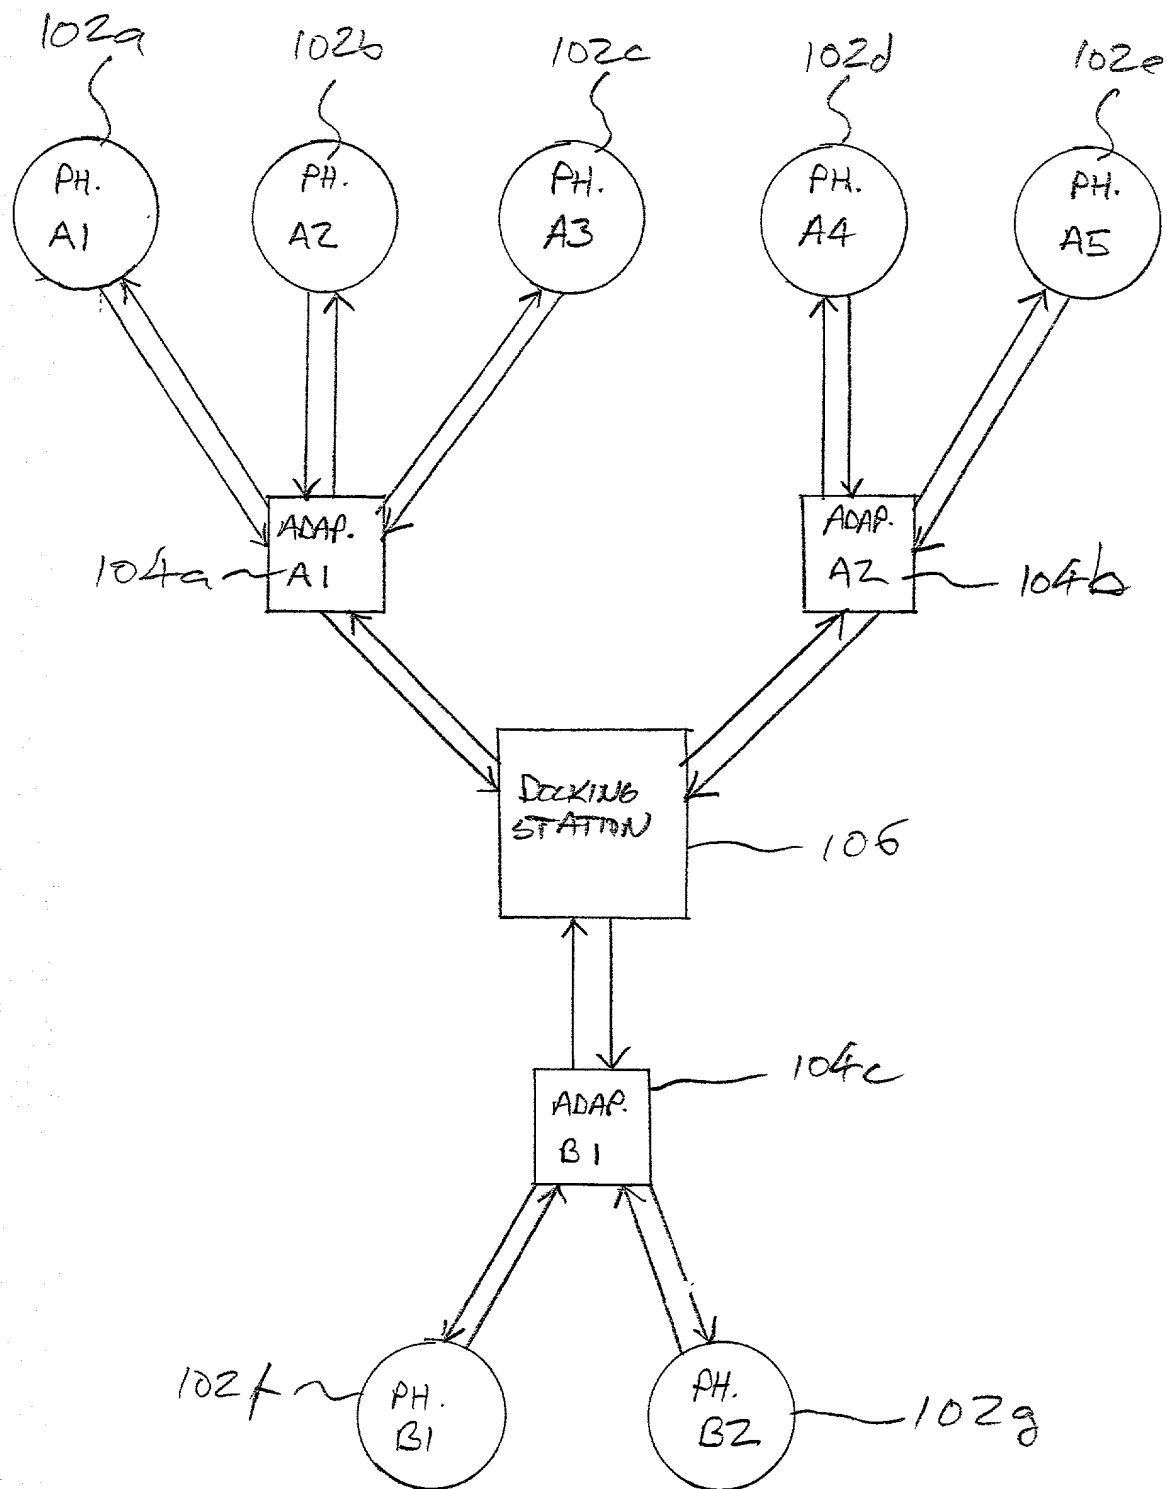 102a
102b
102c
102d
102e
PH.
A1
PH.
A2
PH.
A3
PH.
A4
PH.
A5
ADAP.
A1
104a
ADAP.
A2
104b
DOCKING
STATION
106
104c
ADAP.
B1
102f
PH.
B1
PH.
B2
102g